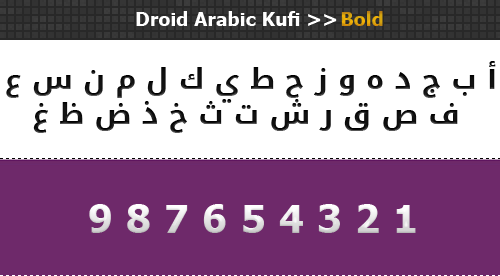 Droid Arabic Kufi >> Bold
أ ب ج د ه و ز ح ط ي ك ل م ن س ع
ف ص ق ر ش ت ث خ ذ ض ظ غ
9 8 7 6 5 4 3 2 1